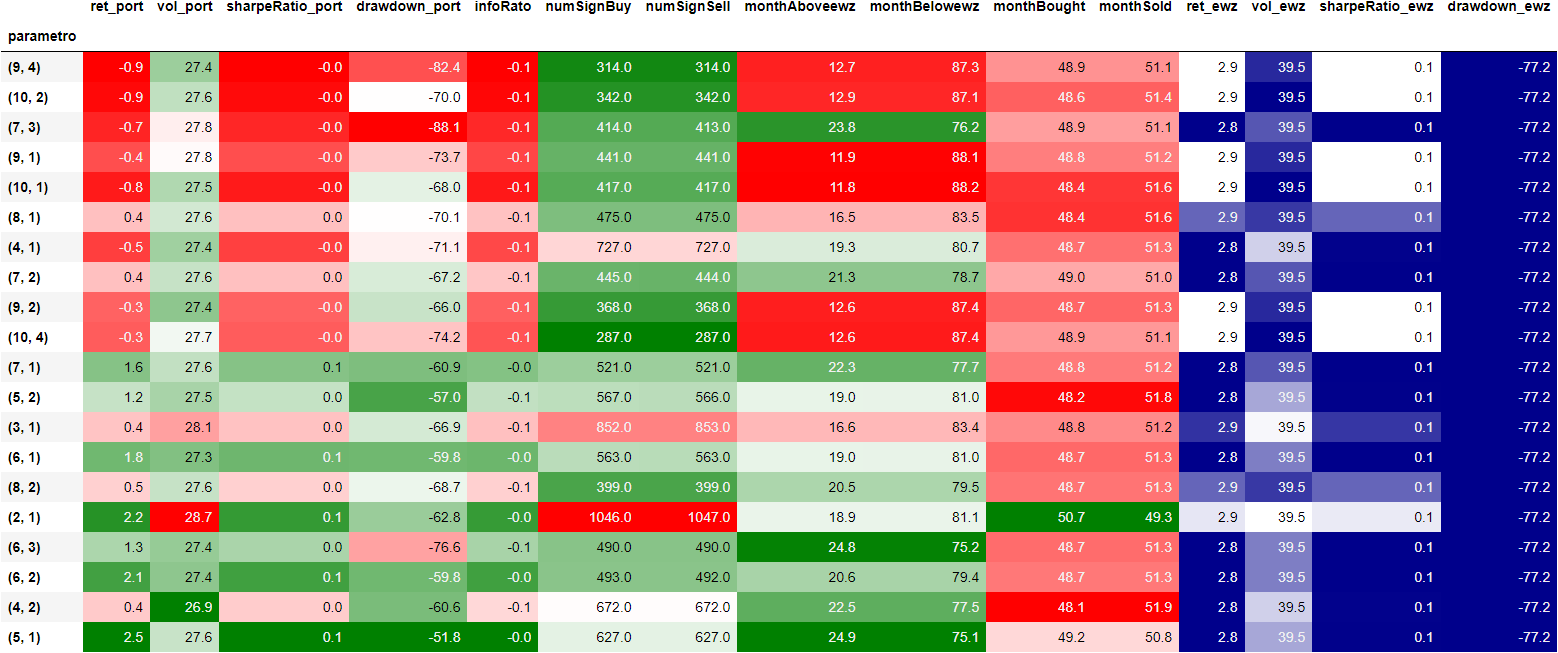 ret_port vol_port sharpeRatio_port drawdown_port infoRato numSignBuy numSignSell monthAboveewz monthBelowewz monthBought monthSold ret_ewz vol_ewz sharpeRatio_ewz drawdown_ewz
parametro
(9, 4) -0.9 27.4 -0.0 -82.4 -0.1 314.0 314.0 12.7 87.3 48.9 51.1 2.9 39.5 0.1 -77.2
(10, 2) -0.9 27.6 -0.0 -70.0 -0.1 342.0 342.0 12.9 87.1 48.6 51.4 2.9 39.5 0.1 -77.2
(7, 3) -0.7 27.8 -0.0 -88.1 -0.1 414.0 413.0 23.8 76.2 48.9 51.1 2.8 39.5 0.1 -77.2
(9, 1) -0.4 27.8 -0.0 -73.7 -0.1 441.0 441.0 11.9 88.1 48.8 51.2 2.9 39.5 0.1 -77.2
(10, 1) -0.8 27.5 -0.0 -68.0 -0.1 417.0 417.0 11.8 88.2 48.4 51.6 2.9 39.5 0.1 -77.2
(8, 1) 0.4 27.6 0.0 -70.1 -0.1 475.0 475.0 16.5 83.5 48.4 51.6 2.9 39.5 0.1 -77.2
(4, 1) -0.5 27.4 -0.0 -71.1 -0.1 727.0 727.0 19.3 80.7 48.7 51.3 2.8 39.5 0.1 -77.2
(7, 2) 0.4 27.6 0.0 -67.2 -0.1 445.0 444.0 21.3 78.7 49.0 51.0 2.8 39.5 0.1 -77.2
(9, 2) -0.3 27.4 -0.0 -66.0 -0.1 368.0 368.0 12.6 87.4 48.7 51.3 2.9 39.5 0.1 -77.2
(10, 4) -0.3 27.7 -0.0 -74.2 -0.1 287.0 287.0 12.6 87.4 48.9 51.1 2.9 39.5 0.1 -77.2
(7, 1) 1.6 27.6 0.1 -60.9 -0.0 521.0 521.0 22.3 77.7 48.8 51.2 2.8 39.5 0.1 -77.2
(5, 2) 1.2 27.5 0.0 -57.0 -0.1 567.0 566.0 19.0 81.0 48.2 51.8 2.8 39.5 0.1 -77.2
(3, 1) 0.4 28.1 0.0 -66.9 -0.1 852.0 853.0 16.6 83.4 48.8 51.2 2.9 39.5 0.1 -77.2
(6, 1) 1.8 27.3 0.1 -59.8 -0.0 563.0 563.0 19.0 81.0 48.7 51.3 2.8 39.5 0.1 -77.2
(8, 2) 0.5 27.6 0.0 -68.7 -0.1 399.0 399.0 20.5 79.5 48.7 51.3 2.9 39.5 0.1 -77.2
(2, 1) 2.2 28.7 0.1 -62.8 -0.0 1046.0 1047.0 18.9 81.1 50.7 49.3 2.9 39.5 0.1 -77.2
(6, 3) 1.3 27.4 0.0 -76.6 -0.1 490.0 490.0 24.8 75.2 48.7 51.3 2.8 39.5 0.1 -77.2
(6, 2) 2.1 27.4 0.1 -59.8 -0.0 493.0 492.0 20.6 79.4 48.7 51.3 2.8 39.5 0.1 -77.2
(4, 2) 0.4 26.9 0.0 -60.6 -0.1 672.0 672.0 22.5 77.5 48.1 51.9 2.8 39.5 0.1 -77.2
(5, 1) 2.5 27.6 0.1 -51.8 -0.0 627.0 627.0 24.9 75.1 49.2 50.8 2.8 39.5 0.1 -77.2